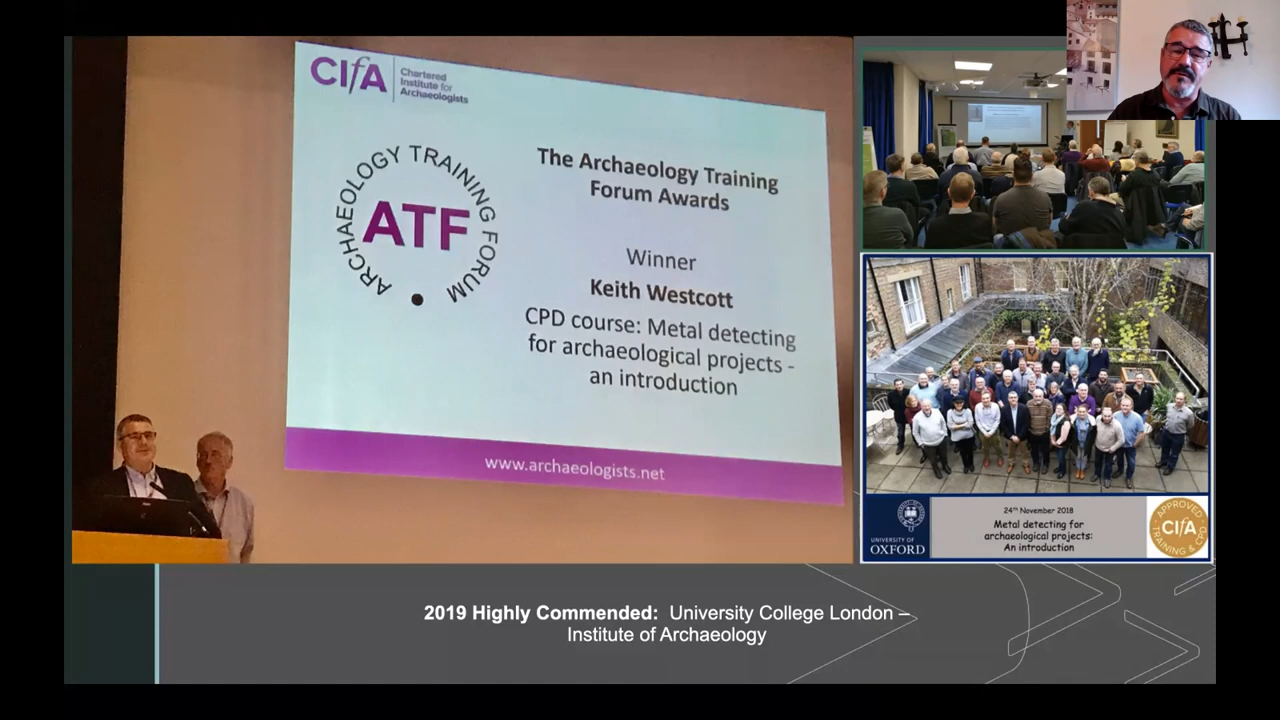 CIfA
Chartered
Institute for
Archaeologists
ARCHAEOLOGY TRAINING FORUM
ATF
The Archaeology Training
Forum Awards
Winner
Keith Westcott
CPD course: Metal detecting
for archaeological projects -
an introduction
www.archaeologists.net
UNIVERSITY OF
OXFORD
24th November 2018
Metal detecting for
archaeological projects:
An introduction
APPROVED
CIfA
TRAINING & CPD
2019 Highly Commended: University College London –
Institute of Archaeology